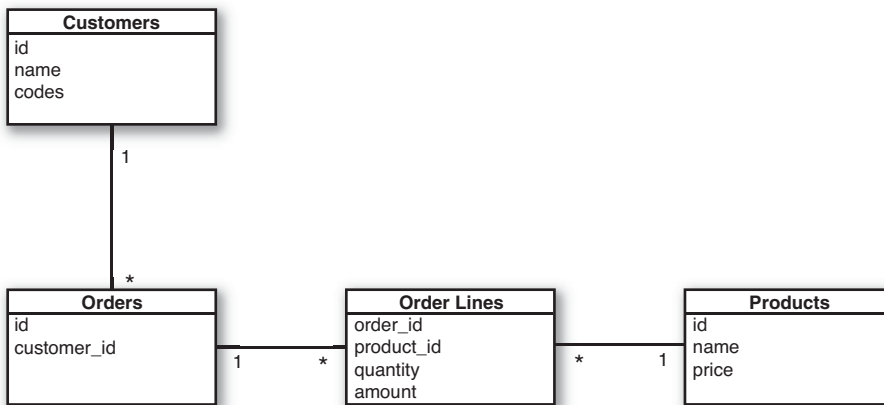 Customers
id
name
codes
1
*
Orders
id
customer_id
1
*
Order Lines
order_id
product_id
quantity
amount
*
1
Products
id
name
price